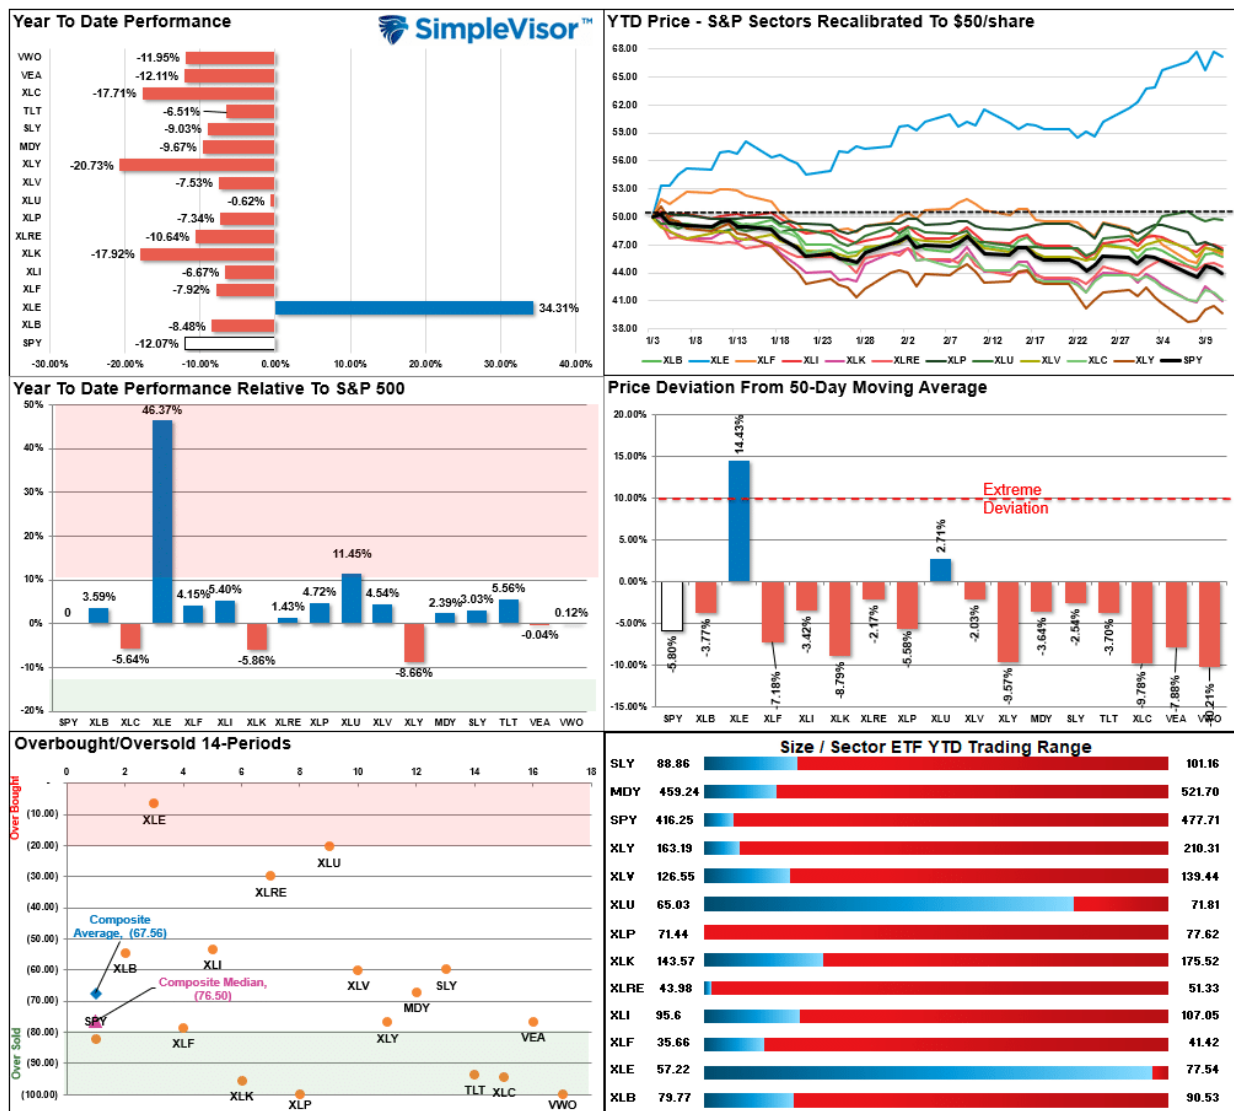 Year To Date Performance
SimpleVisor
VWO -11.95%
VEA -12.11%
XLC -17.71%
TLT -6.51%
SLY -9.03%
MDY -9.67%
XLY -20.73%
XLV -7.53%
XLU -0.62%
XLP -7.34%
XLRE -10.64%
XLK -17.92%
XLI -6.67%
XLF -7.92%
XLE 34.31%
XLB -8.48%
SPY -12.07%
-30.00% -20.00% -10.00% 0.00% 10.00% 20.00% 30.00% 40.00%
YTD Price - S&P Sectors Recalibrated To $50/share
68.00
65.00
62.00
59.00
56.00
53.00
50.00
47.00
44.00
41.00
38.00
1/3 1/8 1/13 1/18 1/23 1/28 2/2 2/7 2/12 2/17 2/22 2/27 3/4 3/9
XLB XLE XLF XLI XLK XLRE XLP XLU XLV XLC XLY SPY
Year To Date Performance Relative To S&P 500
50%
40%
30%
20%
10%
0%
-10%
-20%
0
3.59%
-5.64%
46.37%
4.15%
5.40%
-5.86%
1.43%
4.72%
11.45%
4.54%
-8.66%
2.39%
3.03%
5.56%
-0.04%
0.12%
SPY XLB XLC XLE XLF XLI XLK XLRE XLP XLU XLV XLY MDY SLY TLT VEA VWO
Price Deviation From 50-Day Moving Average
20.00%
15.00%
10.00%
5.00%
0.00%
-5.00%
-10.00%
-15.00%
Extreme
Deviation
-5.80%
-3.77%
14.43%
-7.18%
-3.42%
-8.79%
-2.17%
-5.58%
2.71%
-2.03%
-9.57%
-3.64%
-2.54%
-3.70%
-9.78%
-7.88%
-10.21%
SPY XLB XLE XLF XLI XLK XLRE XLP XLU XLV XLY MDY SLY TLT XLC VEA VWO
Overbought/Oversold 14-Periods
0 2 4 6 8 10 12 14 16 18
-
(10.00)
(20.00)
(30.00)
(40.00)
(50.00)
(60.00)
(70.00)
(80.00)
(90.00)
(100.00)
Over Bought
Over Sold
XLE
XLU
XLRE
Composite
Average, (67.56)
XLB
XLI
Composite Median,
(76.50)
XLV
SLY
MDY
SPY
XLF
XLY
VEA
XLK
XLP
TLT
XLC
VWO
Size / Sector ETF YTD Trading Range
SLY 88.86 101.16
MDY 459.24 521.70
SPY 416.25 477.71
XLY 163.19 210.31
XLV 126.55 139.44
XLU 65.03 71.81
XLP 71.44 77.62
XLK 143.57 175.52
XLRE 43.98 51.33
XLI 95.6 107.05
XLF 35.66 41.42
XLE 57.22 77.54
XLB 79.77 90.53